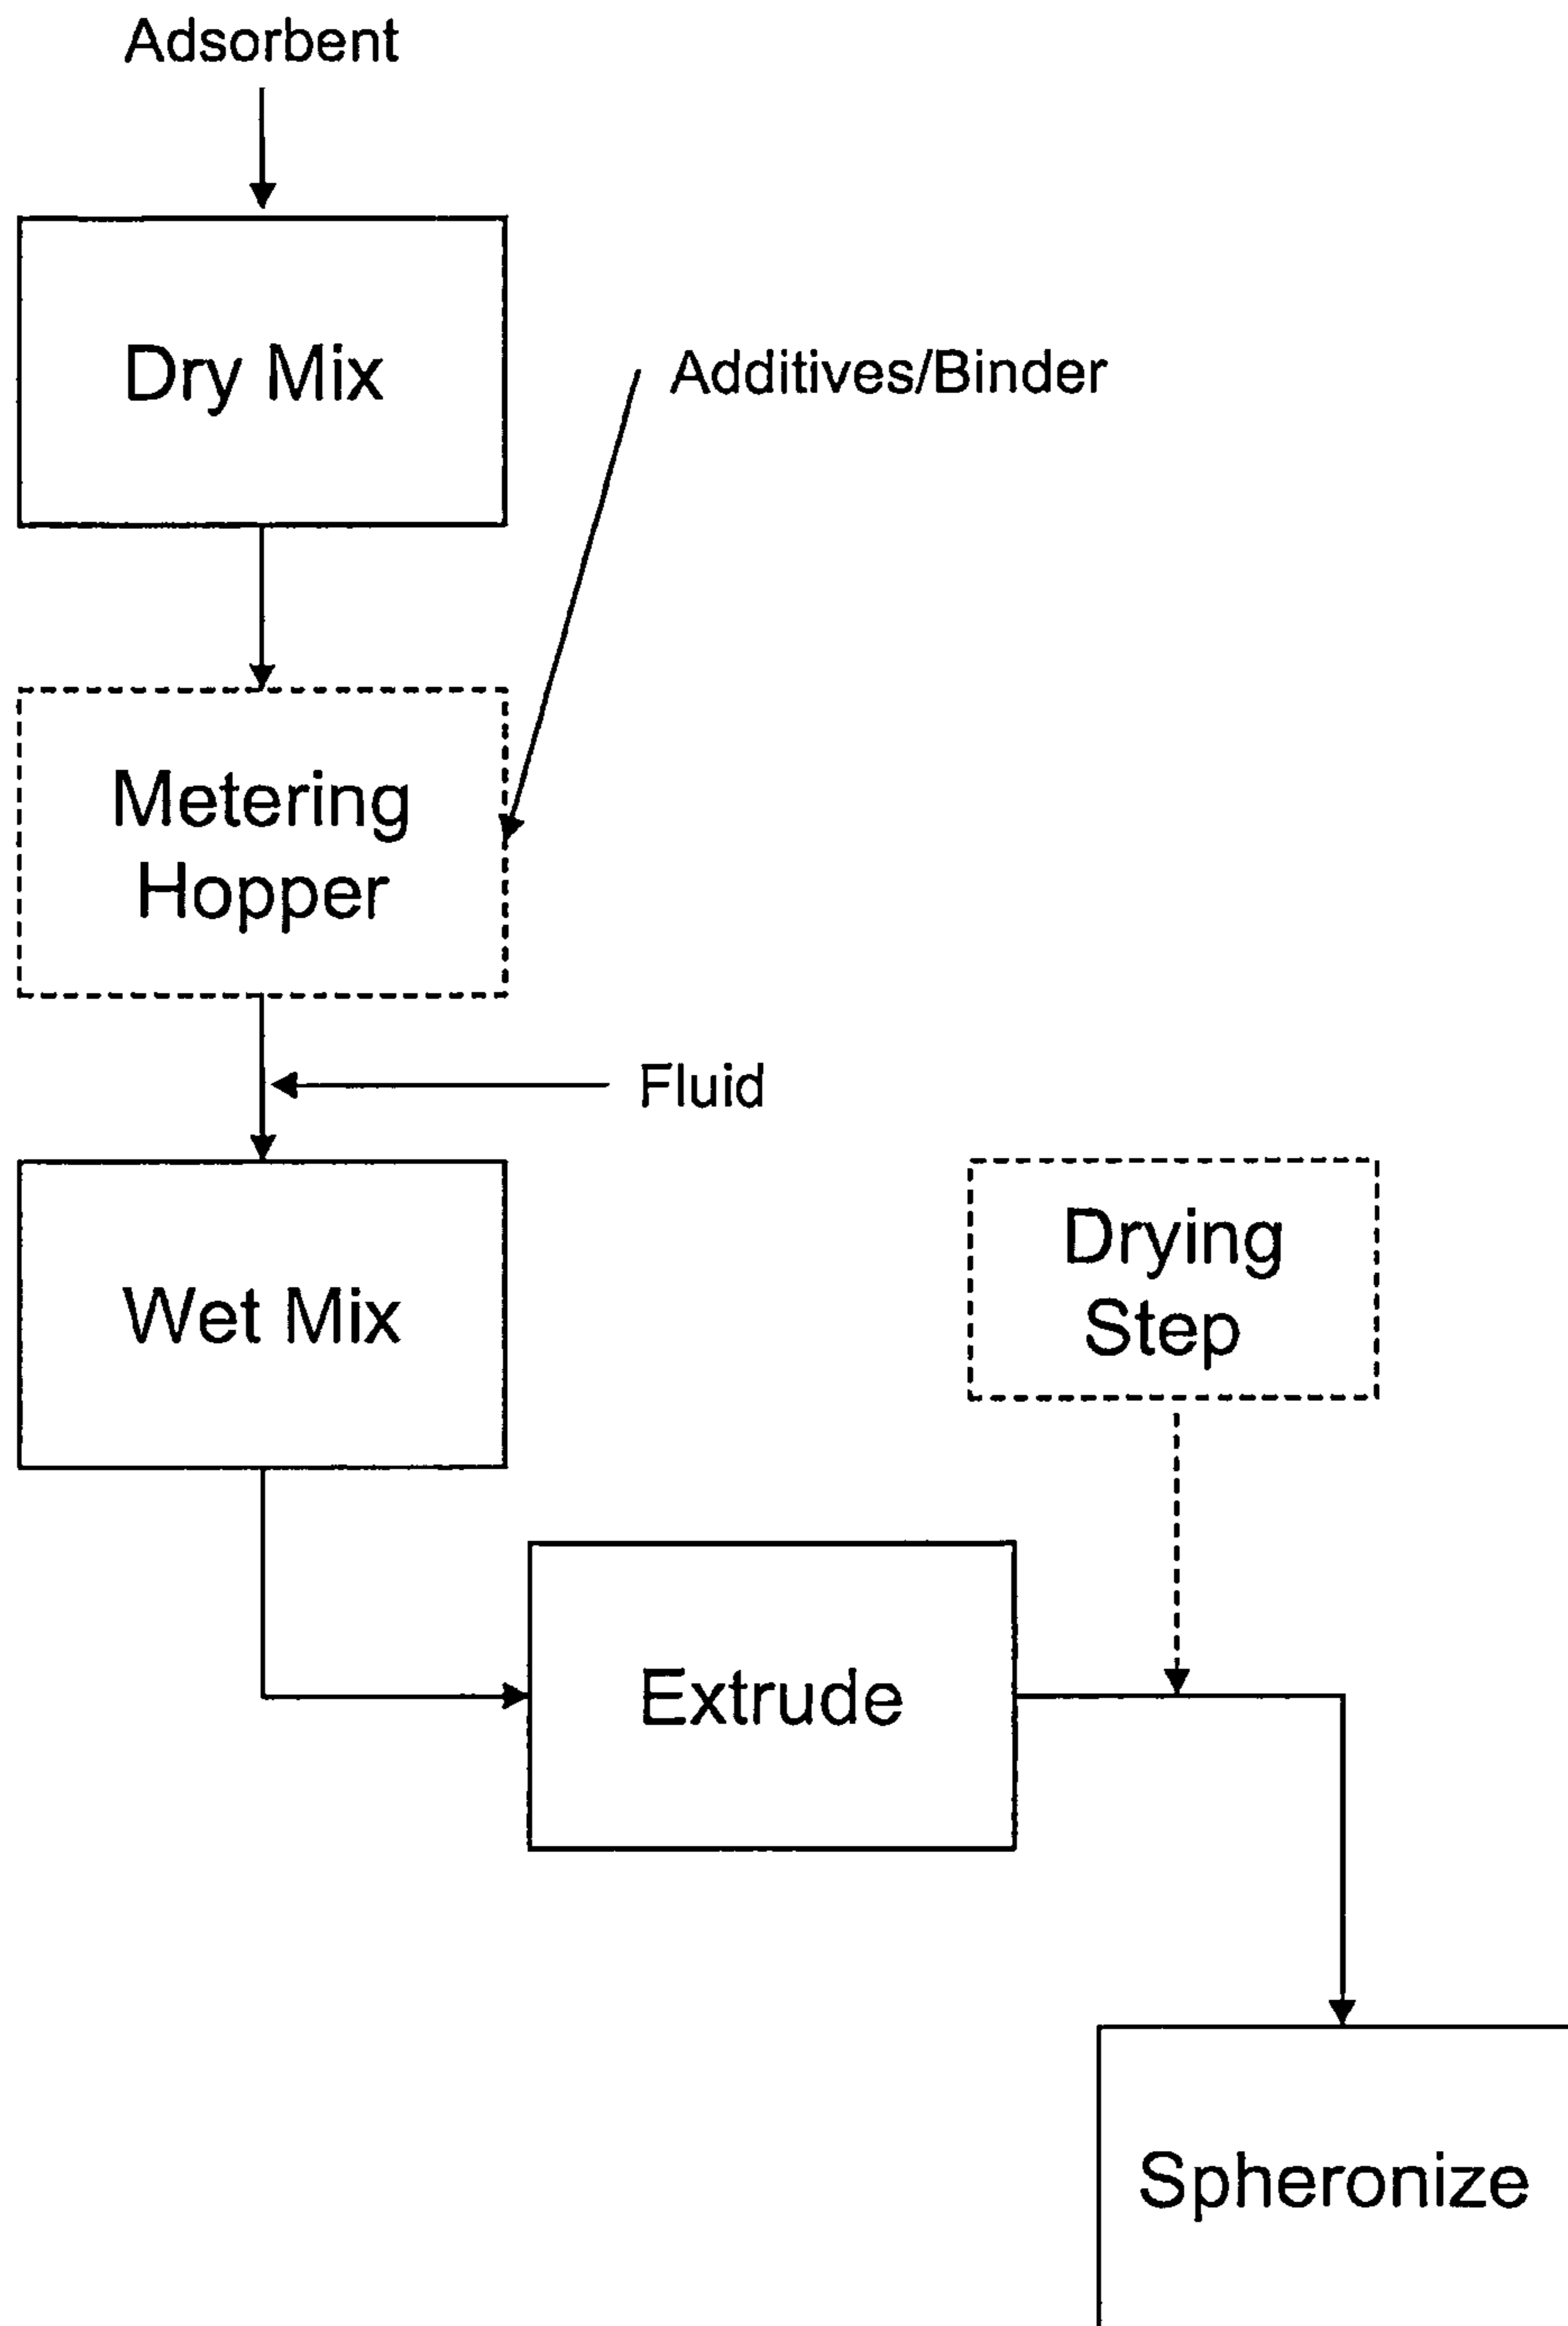 Adsorbent
Dry Mix
Additives/Binder
Metering
Hopper
Fluid
Wet Mix
Drying
Step
Extrude
Spheronize